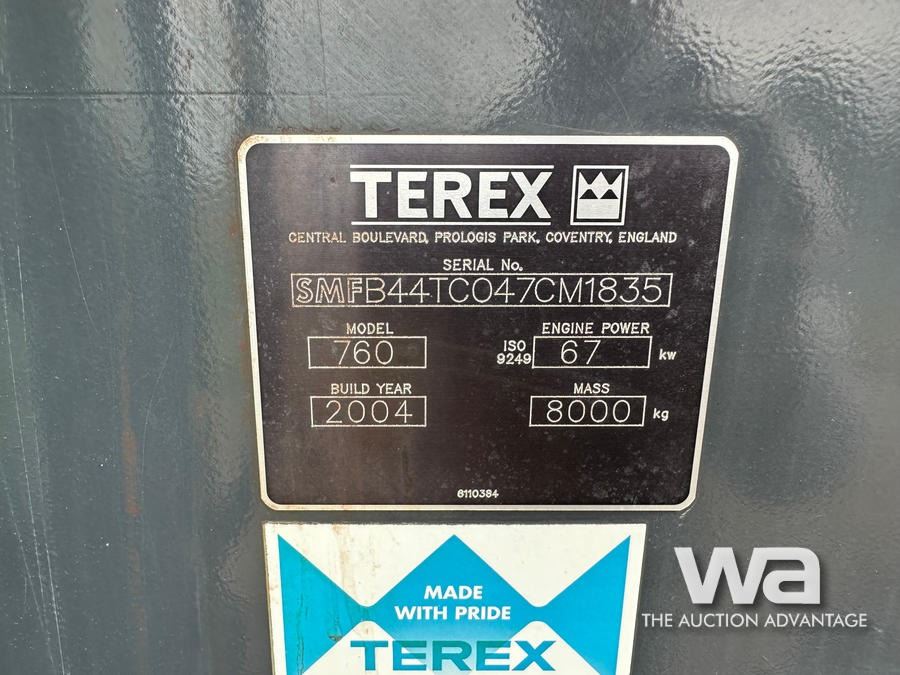 TEREX
CENTRAL BOULEVARD, PROLOGIS PARK, COVENTRY, ENGLAND
SERIAL No.
SMFB44TC047CM1835
MODEL
760
ENGINE POWER
ISO 9249
67 kw
BUILD YEAR
2004
MASS
8000 kg
6110384
MADE
WITH PRIDE
TEREX
wa
THE AUCTION ADVANTAGE